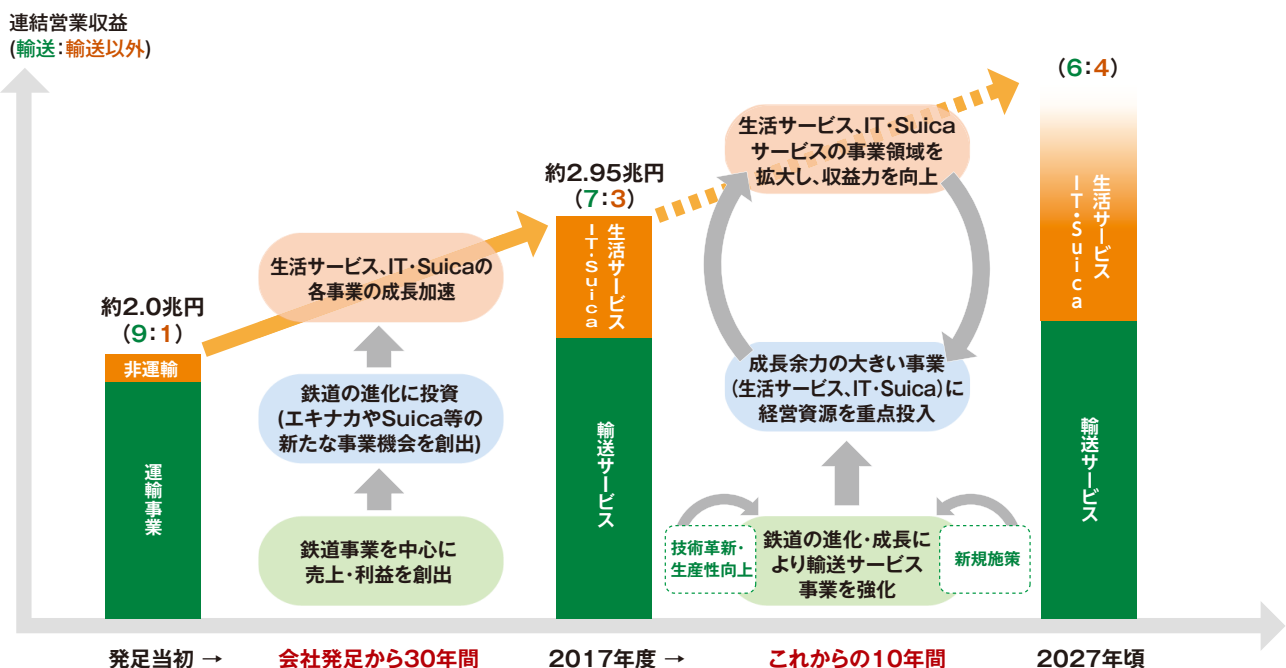 連結営業収益
(輸送：輸送以外)
約2.0兆円
(9：1)
非運輸
運輸事業
生活サービス、IT・Suicaの
各事業の成長加速
鉄道の進化に投資
(エキナカやSuica等の
新たな事業機会を創出)
鉄道事業を中心に
売上・利益を創出
約2.95兆円
(7：3)
生活サービス
IT・Suica
輸送サービス
生活サービス、IT・Suica
サービスの事業領域を
拡大し、収益力を向上
成長余力の大きい事業
(生活サービス、IT・Suica)に
経営資源を重点投入
技術革新・
生産性向上
鉄道の進化・成長に
より輸送サービス
事業を強化
新規施策
(6：4)
生活サービス
IT・Suica
輸送サービス
発足当初 →
会社発足から30年間
2017年度 →
これからの10年間
2027年頃